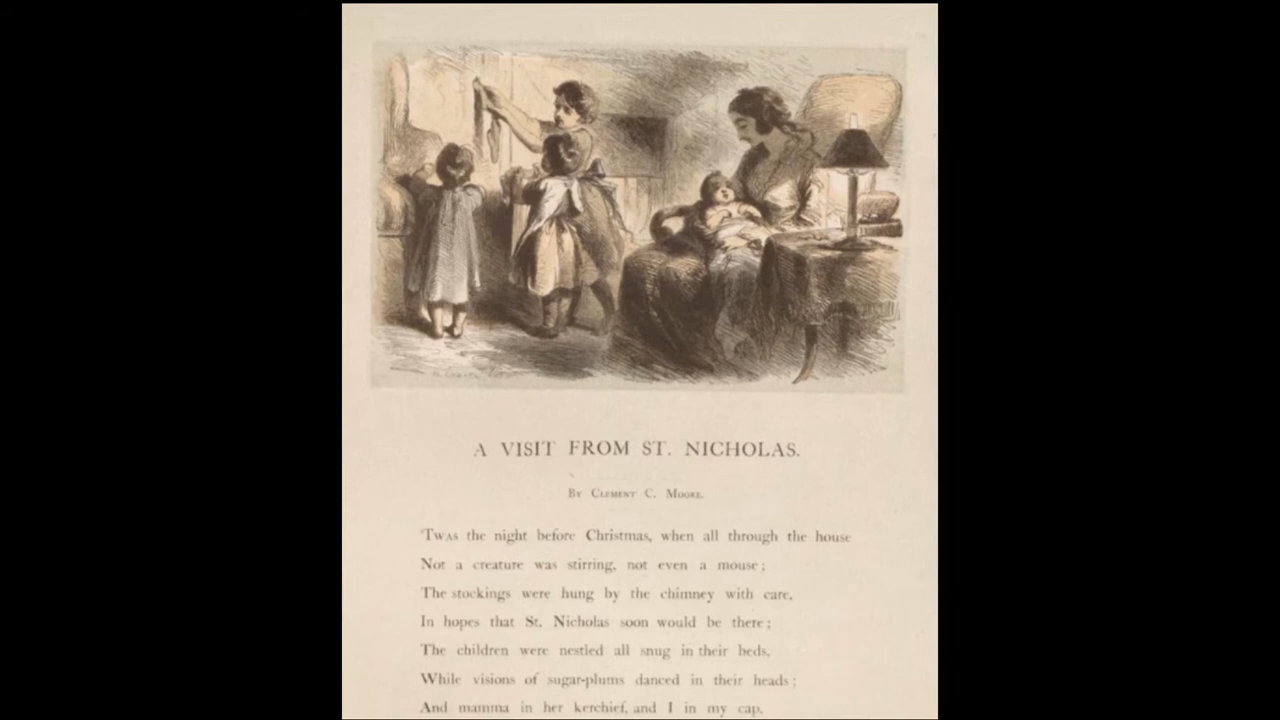 A VISIT FROM ST. NICHOLAS.
By Clement C. Moore.
'Twas the night before Christmas, when all through the house
Not a creature was stirring, not even a mouse;
The stockings were hung by the chimney with care,
In hopes that St. Nicholas soon would be there;
The children were nestled all snug in their beds,
While visions of sugar-plums danced in their heads;
And mamma in her kerchief, and I in my cap,